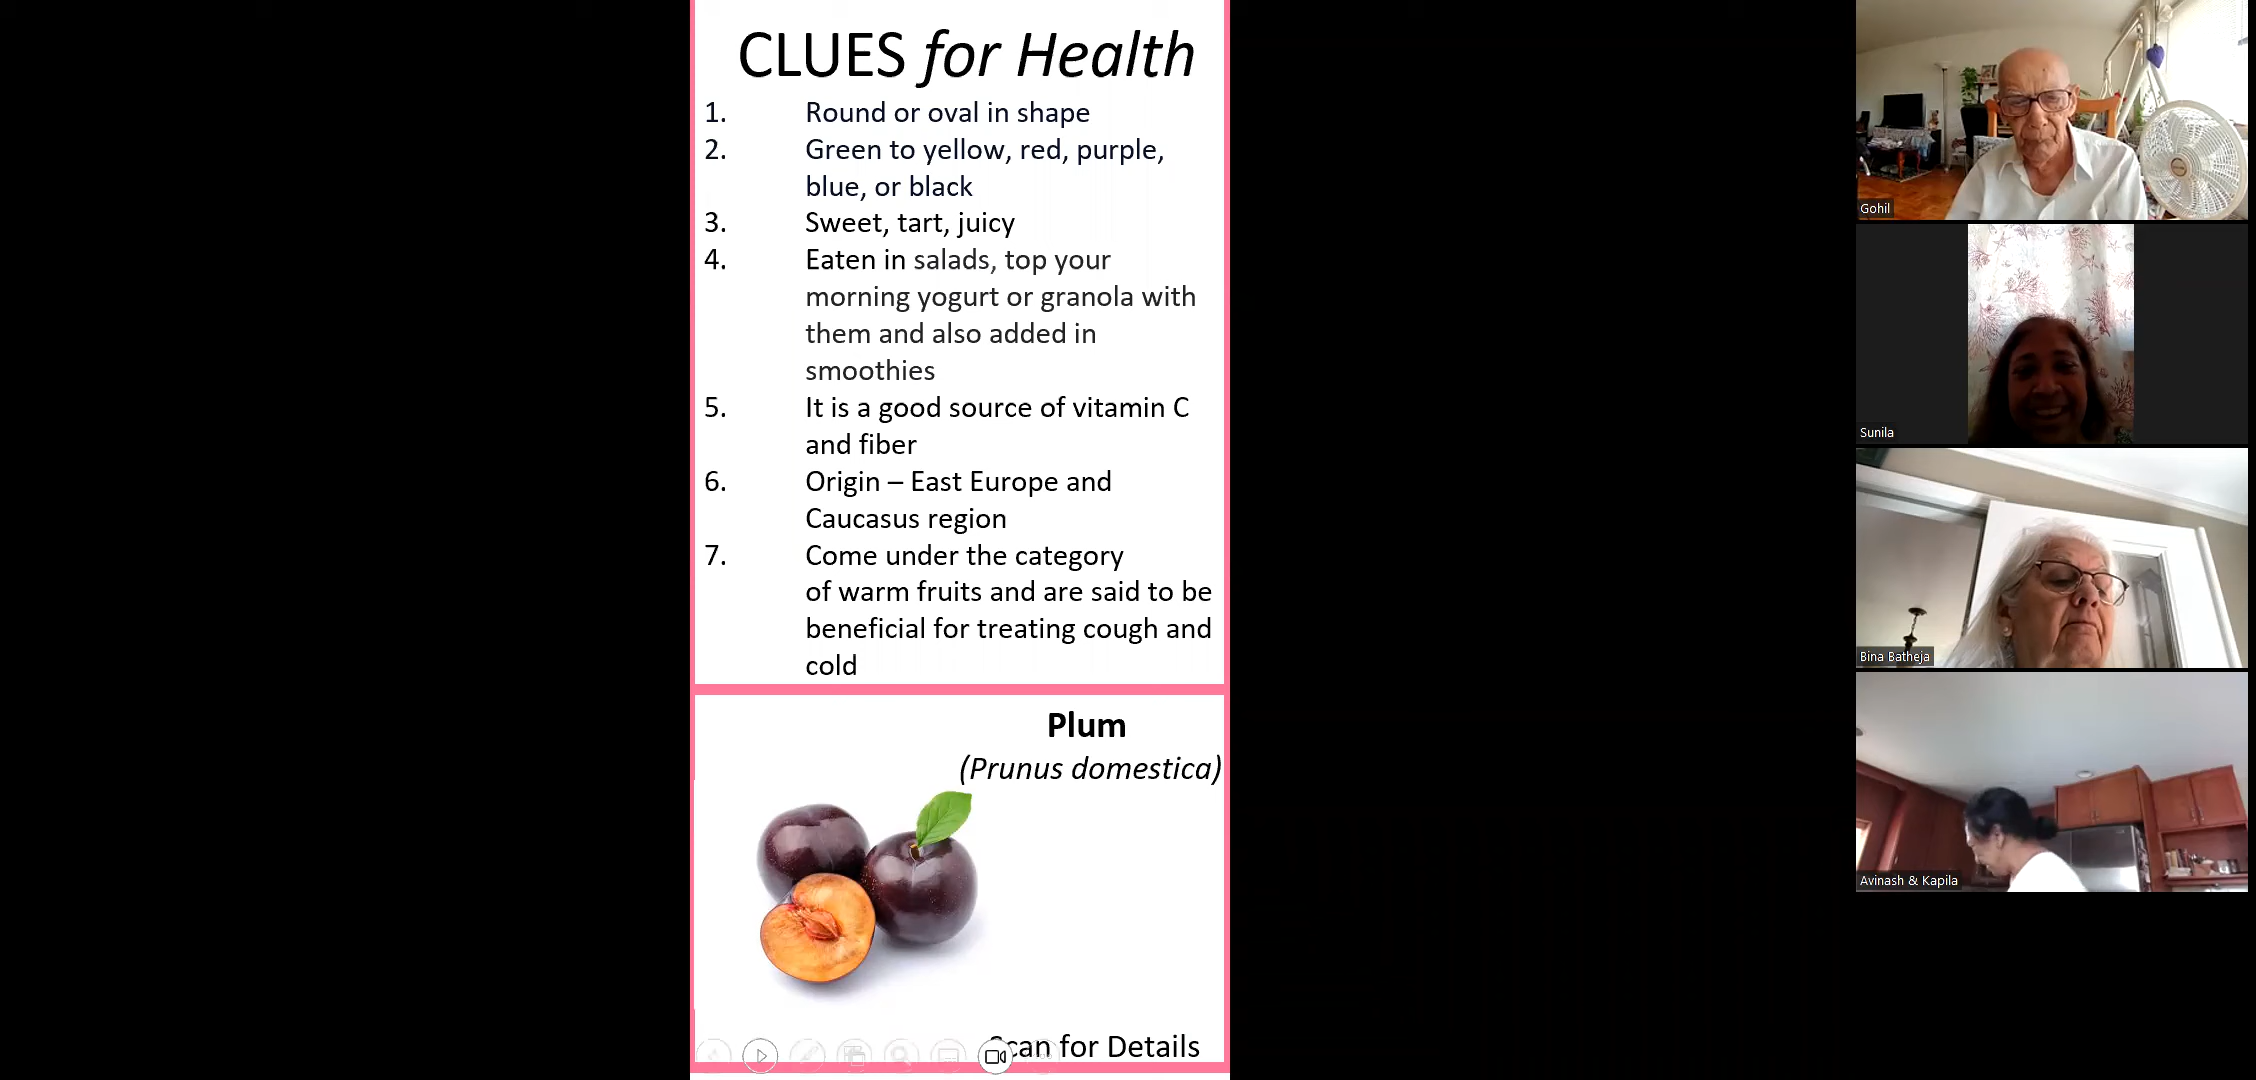 CLUES for Health
1. Round or oval in shape
2. Green to yellow, red, purple,
blue, or black
3. Sweet, tart, juicy
4. Eaten in salads, top your
morning yogurt or granola with
them and also added in
smoothies
5. It is a good source of vitamin C
and fiber
6. Origin – East Europe and
Caucasus region
7. Come under the category
of warm fruits and are said to be
beneficial for treating cough and
cold
Plum
(Prunus domestica)
Scan for Details
Gohil
Sunila
Bina Batheja
Avinash & Kapila